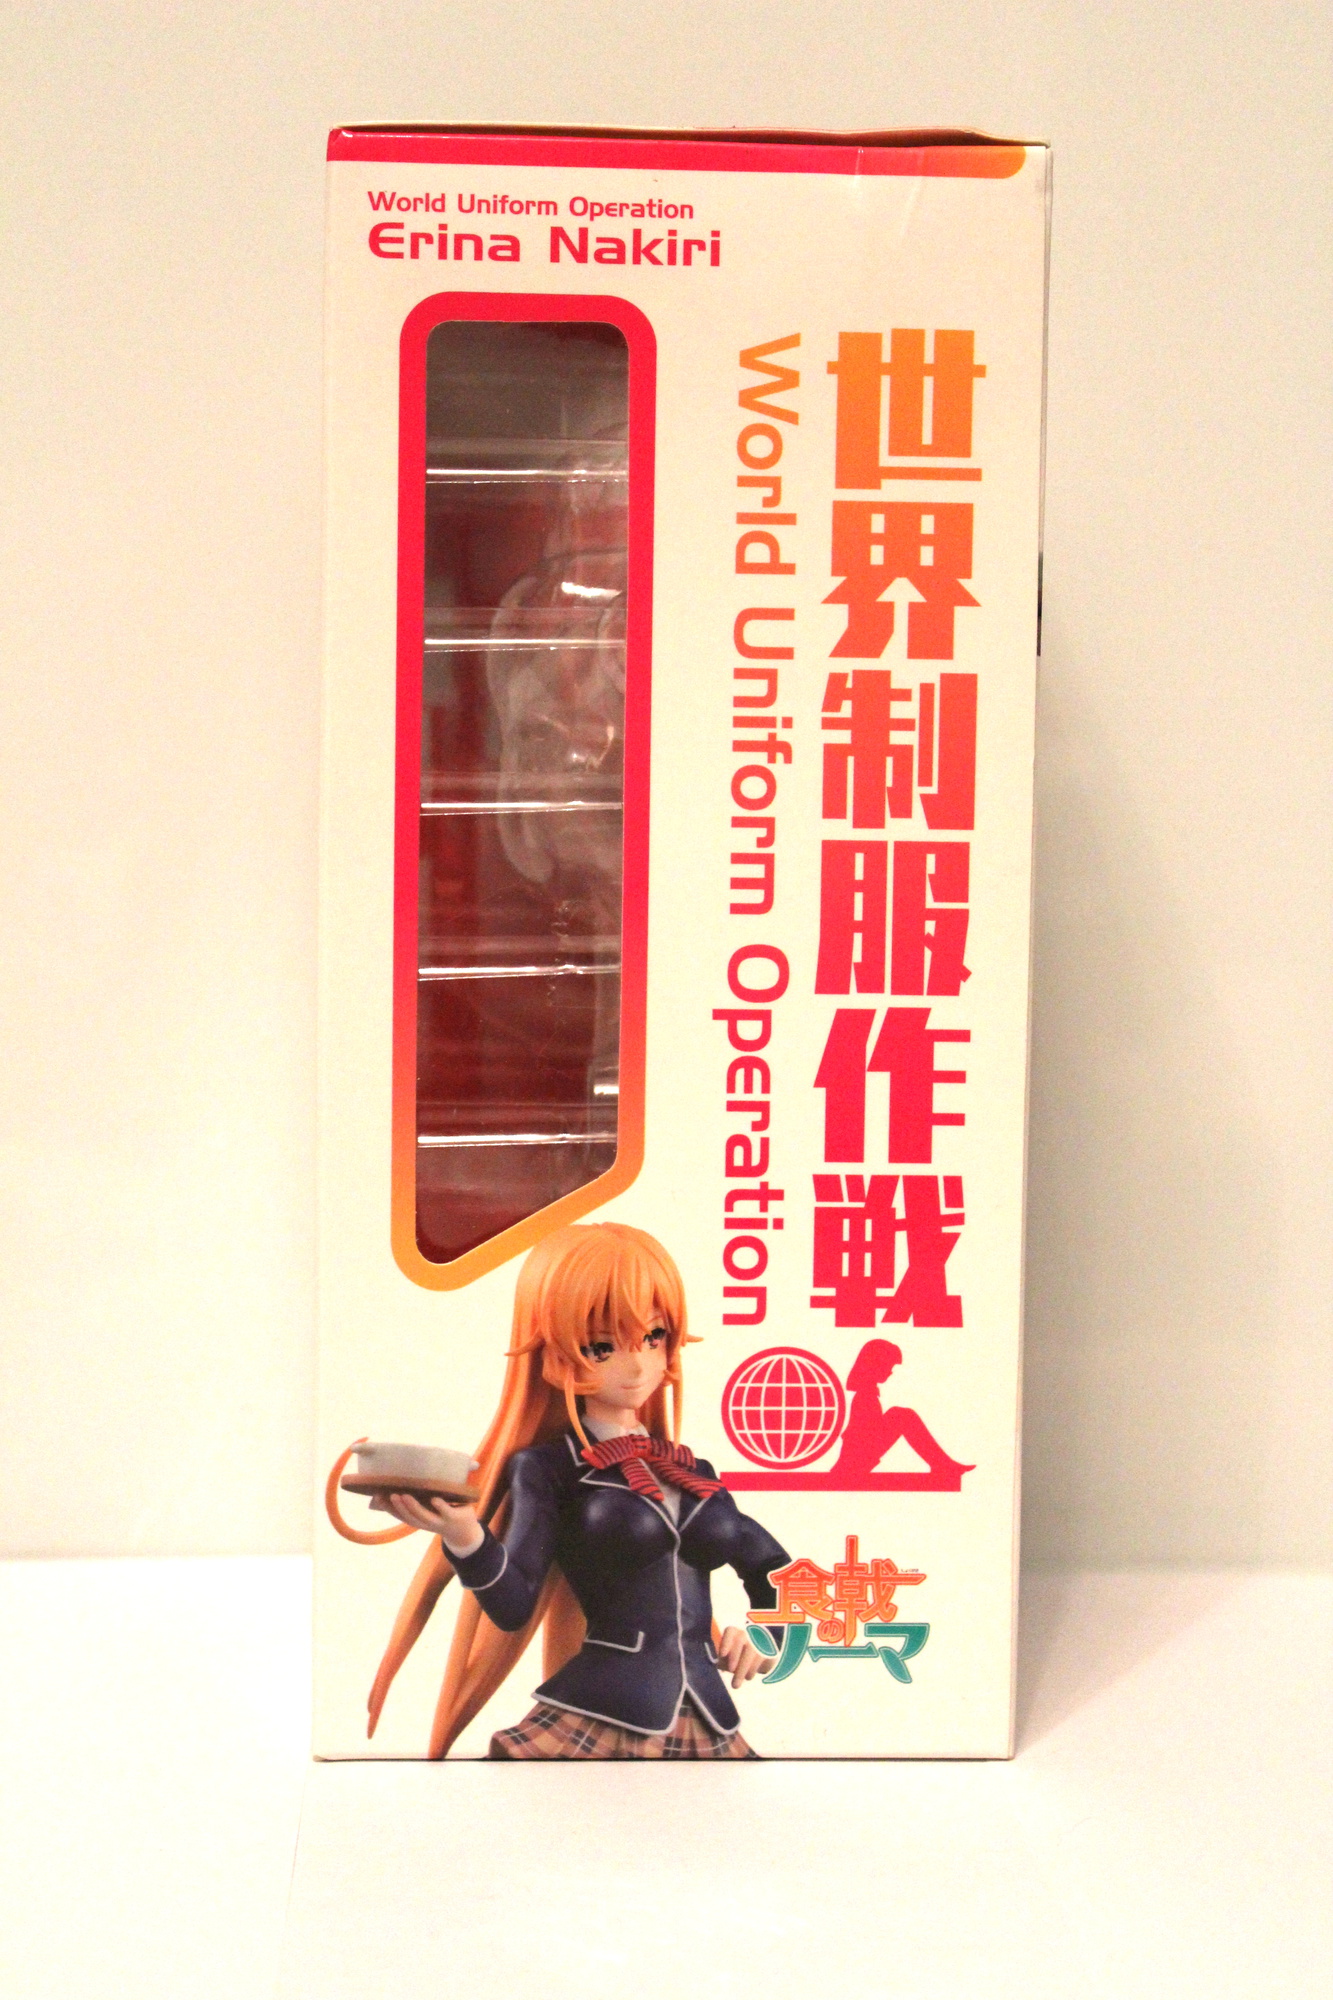 World Uniform Operation
Erina Nakiri
世界制服作戦
World Uniform Operation
食戟の
ソーマ